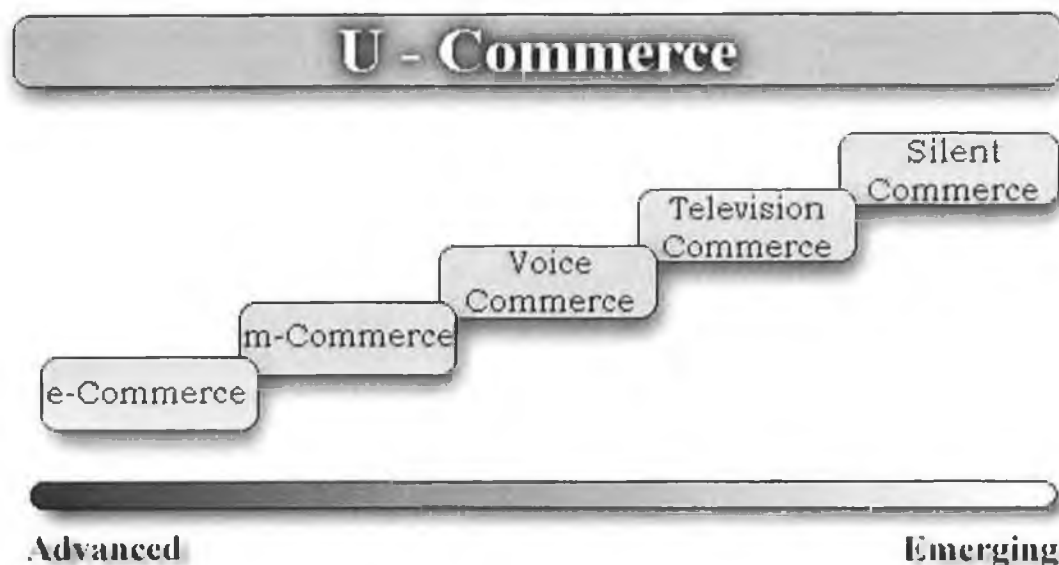 U - Commerce
Silent
Commerce
Television
Commerce
Voice
Commerce
m-Commerce
e-Commerce
Advanced
Emerging